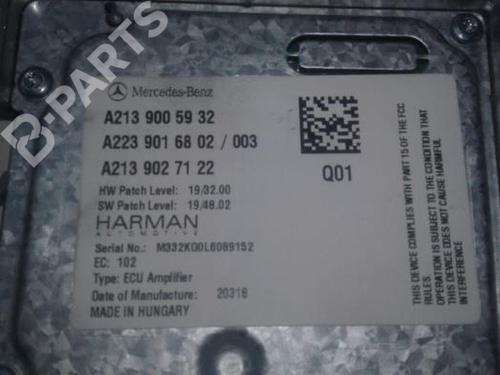 B-PARTS
Mercedes-Benz
A213 900 59 32
A223 901 68 02 / 003
A213 902 71 22
HW Patch Level: 19/32.00
SW Patch Level: 19/48.02
HARMAN
AUTOMOTIVE
Serial No.: M332KG0L6089152
EC: 102
Type: ECU Amplifier
Date of Manufacture: 20316
MADE IN HUNGARY
Q01
THIS DEVICE COMPLIES WITH PART 15 OF THE FCC
RULES.
OPERATION IS SUBJECT TO THE CONDITION THAT
THIS DEVICE DOES NOT CAUSE HARMFUL
INTERFERENCE